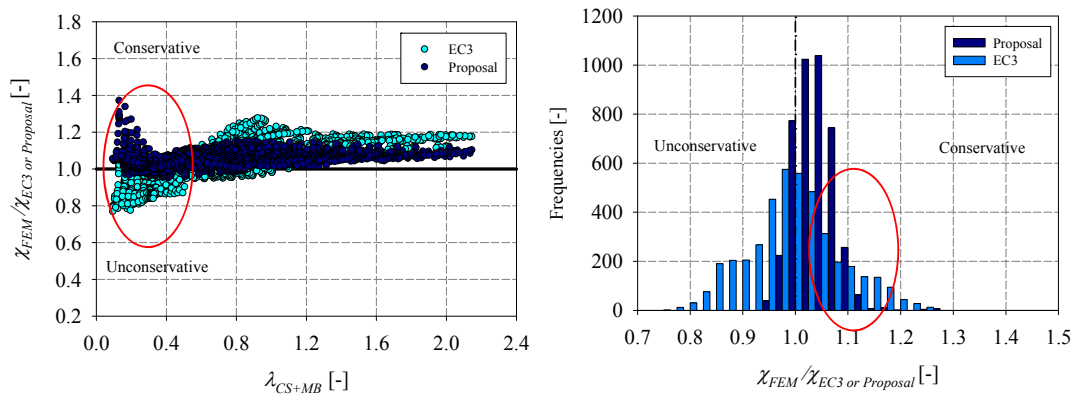 1.8
1.6
1.4
1.2
1.0
0.8
0.6
0.4
0.2
0.0 0.4 0.8 1.2 1.6 2.0 2.4
χFEM/χEC3 or Proposal [-]
λCS+MB [-]
Conservative
Unconservative
EC3
Proposal
1200
1000
800
600
400
200
0
0.7 0.8 0.9 1.0 1.1 1.2 1.3 1.4 1.5
Frequencies [-]
χFEM/χEC3 or Proposal [-]
Proposal
EC3
Unconservative
Conservative